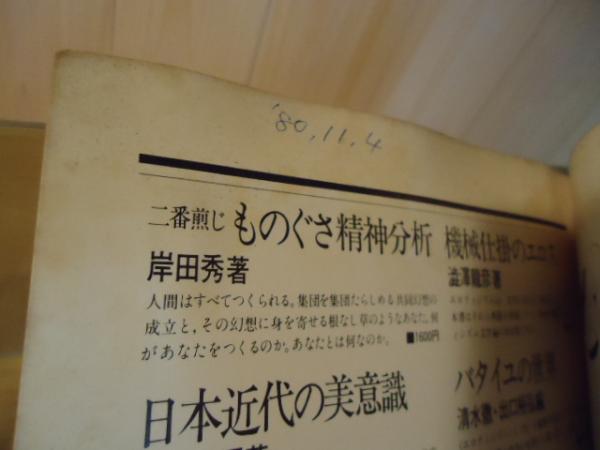 '80.11.4
二番煎じ ものぐさ精神分析
岸田秀著
人間はすべてつくられる。集団を集団たらしめる共同幻想の
成立と、その幻想に身を寄せる根なし草のようなあなた。何
があなたをつくるのか。あなたとは何なのか。 ■1600円
日本近代の美意識
機械仕掛のエロス
澁澤龍彦著
バタイユの世界
清水徹・出口裕弘編